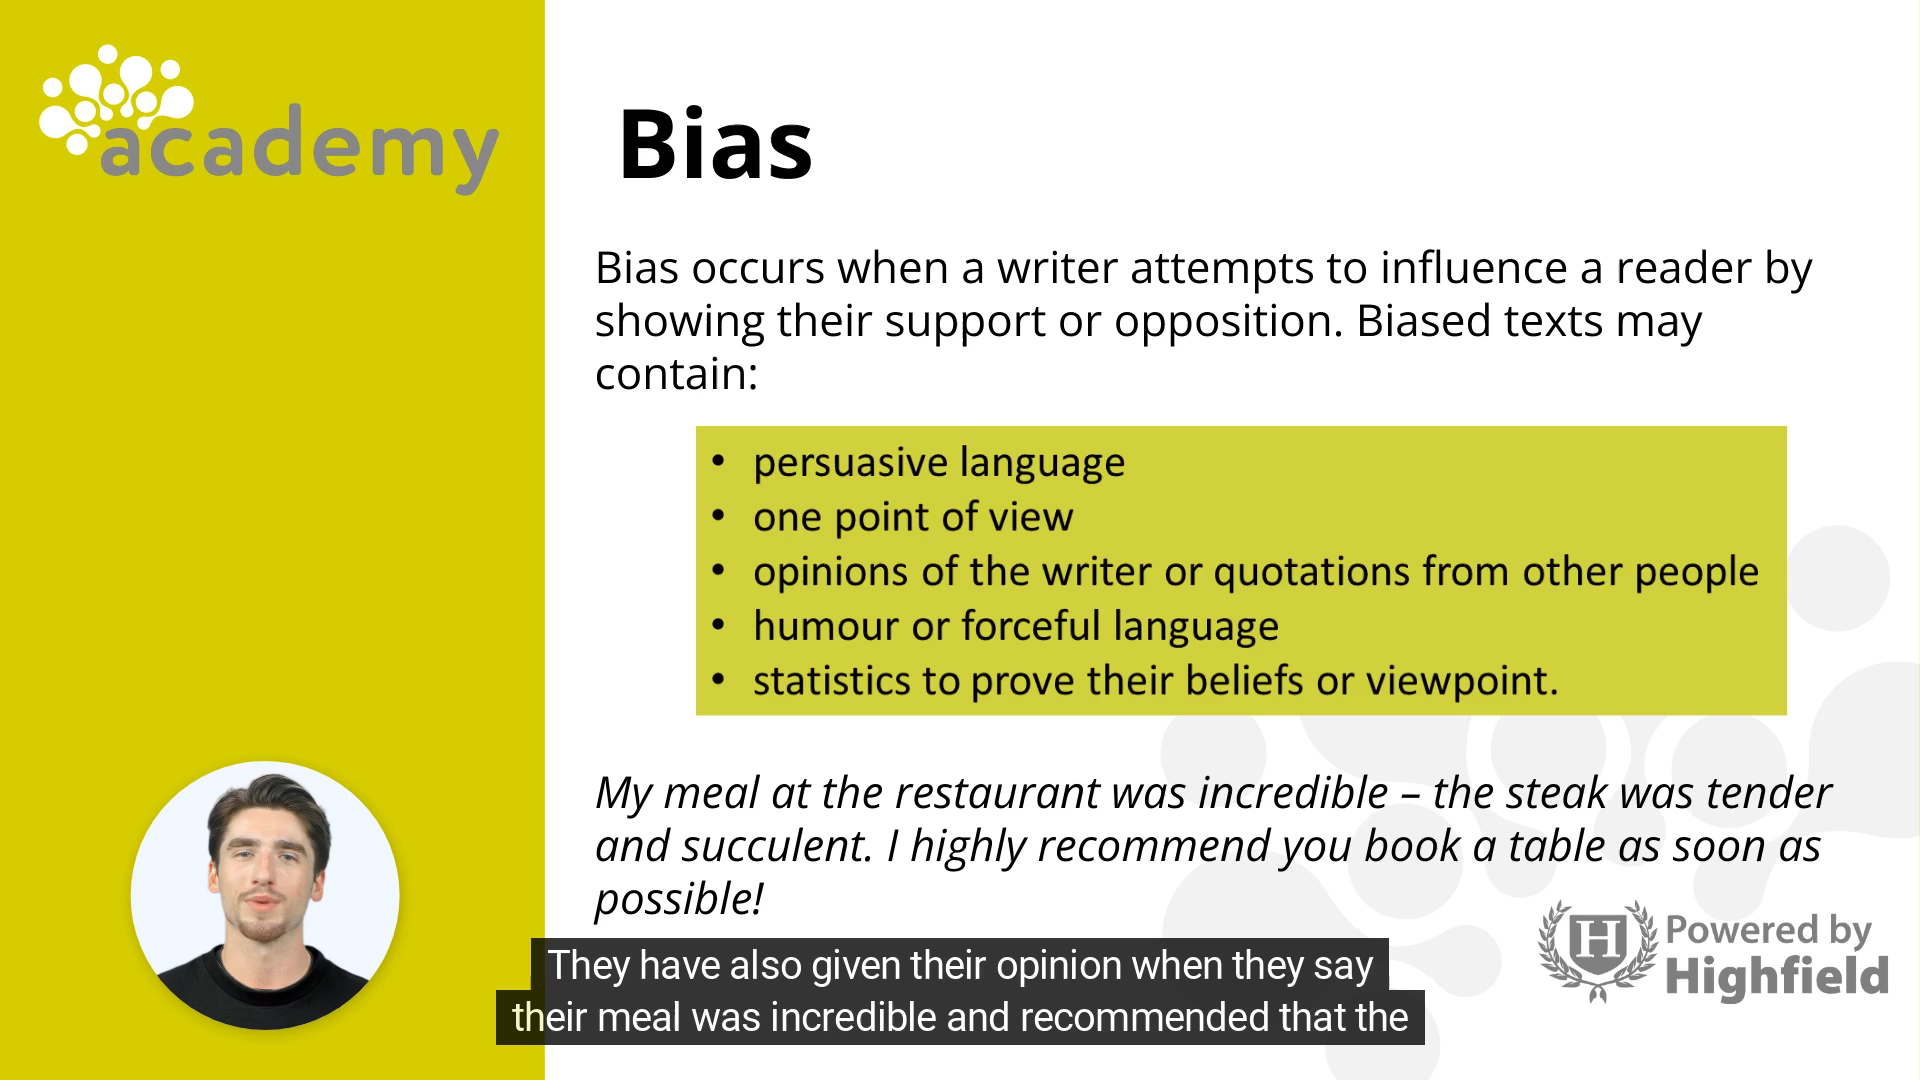 academy
Bias
Bias occurs when a writer attempts to influence a reader by
showing their support or opposition. Biased texts may
contain:
• persuasive language
• one point of view
• opinions of the writer or quotations from other people
• humour or forceful language
• statistics to prove their beliefs or viewpoint.
My meal at the restaurant was incredible – the steak was tender
and succulent. I highly recommend you book a table as soon as
possible!
H
Powered by
Highfield
They have also given their opinion when they say
their meal was incredible and recommended that the